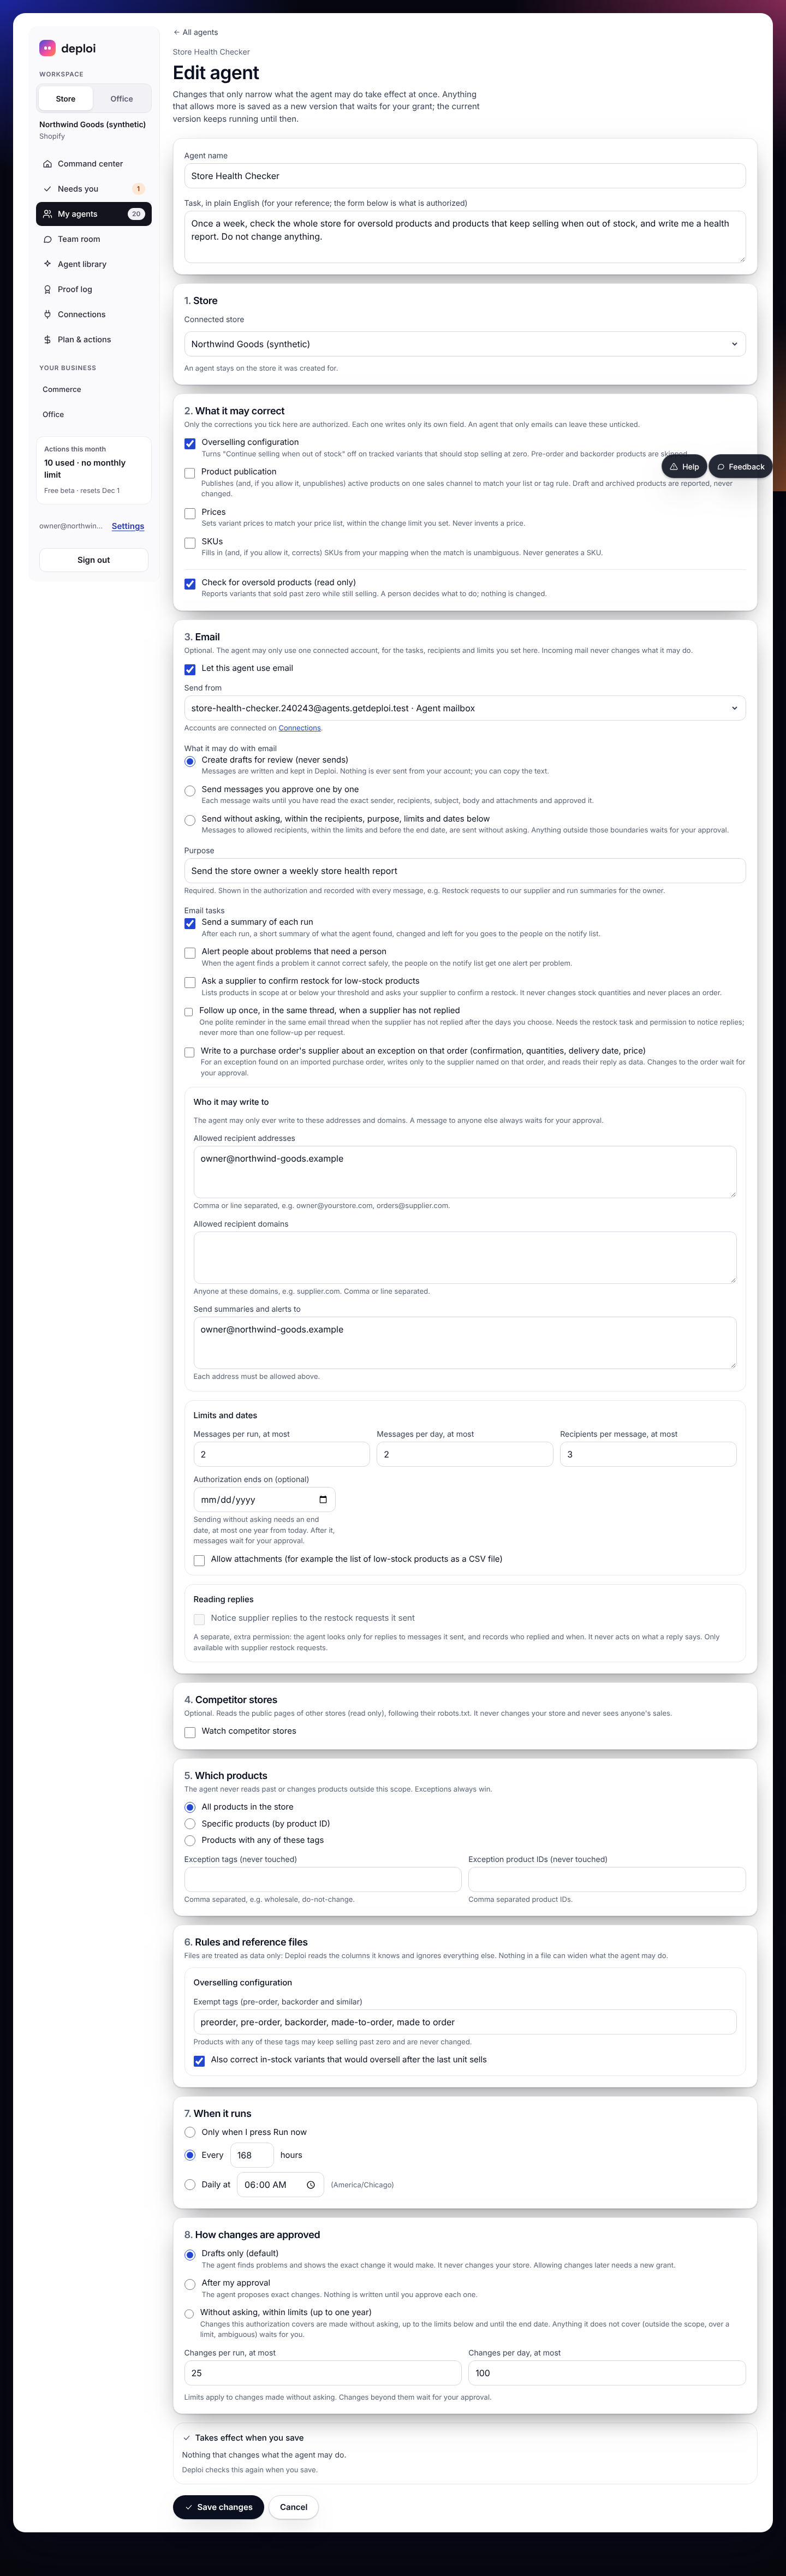 deploi
WORKSPACE
Store
Office
Northwind Goods (synthetic)
Shopify
Command center
Needs you
1
My agents
20
Team room
Agent library
Proof log
Connections
Plan & actions
YOUR BUSINESS
Commerce
Office
Actions this month
10 used · no monthly
limit
Free beta · resets Dec 1
owner@northwin...
Settings
Sign out
← All agents
Store Health Checker
Edit agent
Changes that only narrow what the agent may do take effect at once. Anything
that allows more is saved as a new version that waits for your grant; the current
version keeps running until then.
Agent name
Store Health Checker
Task, in plain English (for your reference; the form below is what is authorized)
Once a week, check the whole store for oversold products and products that keep selling when out of stock, and write me a health
report. Do not change anything.
1. Store
Connected store
Northwind Goods (synthetic)
An agent stays on the store it was created for.
2. What it may correct
Only the corrections you tick here are authorized. Each one writes only its own field. An agent that only emails can leave these unticked.
Overselling configuration
Turns "Continue selling when out of stock" off on tracked variants that should stop selling at zero. Pre-order and backorder products are skipped.
Help
Feedback
Product publication
Publishes (and, if you allow it, unpublishes) active products on one sales channel to match your list or tag rule. Draft and archived products are reported, never
changed.
Prices
Sets variant prices to match your price list, within the change limit you set. Never invents a price.
SKUs
Fills in (and, if you allow it, corrects) SKUs from your mapping when the match is unambiguous. Never generates a SKU.
Check for oversold products (read only)
Reports variants that sold past zero while still selling. A person decides what to do; nothing is changed.
3. Email
Optional. The agent may only use one connected account, for the tasks, recipients and limits you set here. Incoming mail never changes what it may do.
Let this agent use email
Send from
store-health-checker.240243@agents.getdeploi.test · Agent mailbox
Accounts are connected on Connections.
What it may do with email
Create drafts for review (never sends)
Messages are written and kept in Deploi. Nothing is ever sent from your account; you can copy the text.
Send messages you approve one by one
Each message waits until you have read the exact sender, recipients, subject, body and attachments and approved it.
Send without asking, within the recipients, purpose, limits and dates below
Messages to allowed recipients, within the limits and before the end date, are sent without asking. Anything outside those boundaries waits for your approval.
Purpose
Send the store owner a weekly store health report
Required. Shown in the authorization and recorded with every message, e.g. Restock requests to our supplier and run summaries for the owner.
Email tasks
Send a summary of each run
After each run, a short summary of what the agent found, changed and left for you goes to the people on the notify list.
Alert people about problems that need a person
When the agent finds a problem it cannot correct safely, the people on the notify list get one alert per problem.
Ask a supplier to confirm restock for low-stock products
Lists products in scope at or below your threshold and asks your supplier to confirm a restock. It never changes stock quantities and never places an order.
Follow up once, in the same thread, when a supplier has not replied
One polite reminder in the same email thread when the supplier has not replied after the days you choose. Needs the restock task and permission to notice replies;
never more than one follow-up per request.
Write to a purchase order's supplier about an exception on that order (confirmation, quantities, delivery date, price)
For an exception found on an imported purchase order, writes only to the supplier named on that order, and reads their reply as data. Changes to the order wait for
your approval.
Who it may write to
The agent may only ever write to these addresses and domains. A message to anyone else always waits for your approval.
Allowed recipient addresses
owner@northwind-goods.example
Comma or line separated, e.g. owner@yourstore.com, orders@supplier.com.
Allowed recipient domains
Anyone at these domains, e.g. supplier.com. Comma or line separated.
Send summaries and alerts to
owner@northwind-goods.example
Each address must be allowed above.
Limits and dates
Messages per run, at most
Messages per day, at most
Recipients per message, at most
2
2
3
Authorization ends on (optional)
mm/dd/yyyy
Sending without asking needs an end
date, at most one year from today. After it,
messages wait for your approval.
Allow attachments (for example the list of low-stock products as a CSV file)
Reading replies
Notice supplier replies to the restock requests it sent
A separate, extra permission: the agent looks only for replies to messages it sent, and records who replied and when. It never acts on what a reply says. Only
available with supplier restock requests.
4. Competitor stores
Optional. Reads the public pages of other stores (read only), following their robots.txt. It never changes your store and never sees anyone's sales.
Watch competitor stores
5. Which products
The agent never reads past or changes products outside this scope. Exceptions always win.
All products in the store
Specific products (by product ID)
Products with any of these tags
Exception tags (never touched)
Exception product IDs (never touched)
Comma separated, e.g. wholesale, do-not-change.
Comma separated product IDs.
6. Rules and reference files
Files are treated as data only: Deploi reads the columns it knows and ignores everything else. Nothing in a file can widen what the agent may do.
Overselling configuration
Exempt tags (pre-order, backorder and similar)
preorder, pre-order, backorder, made-to-order, made to order
Products with any of these tags may keep selling past zero and are never changed.
Also correct in-stock variants that would oversell after the last unit sells
7. When it runs
Only when I press Run now
Every 168 hours
Daily at 06:00 AM (America/Chicago)
8. How changes are approved
Drafts only (default)
The agent finds problems and shows the exact change it would make. It never changes your store. Allowing changes later needs a new grant.
After my approval
The agent proposes exact changes. Nothing is written until you approve each one.
Without asking, within limits (up to one year)
Changes this authorization covers are made without asking, up to the limits below and until the end date. Anything it does not cover (outside the scope, over a
limit, ambiguous) waits for you.
Changes per run, at most
Changes per day, at most
25
100
Limits apply to changes made without asking. Changes beyond them wait for your approval.
Takes effect when you save
Nothing that changes what the agent may do.
Deploi checks this again when you save.
Save changes
Cancel